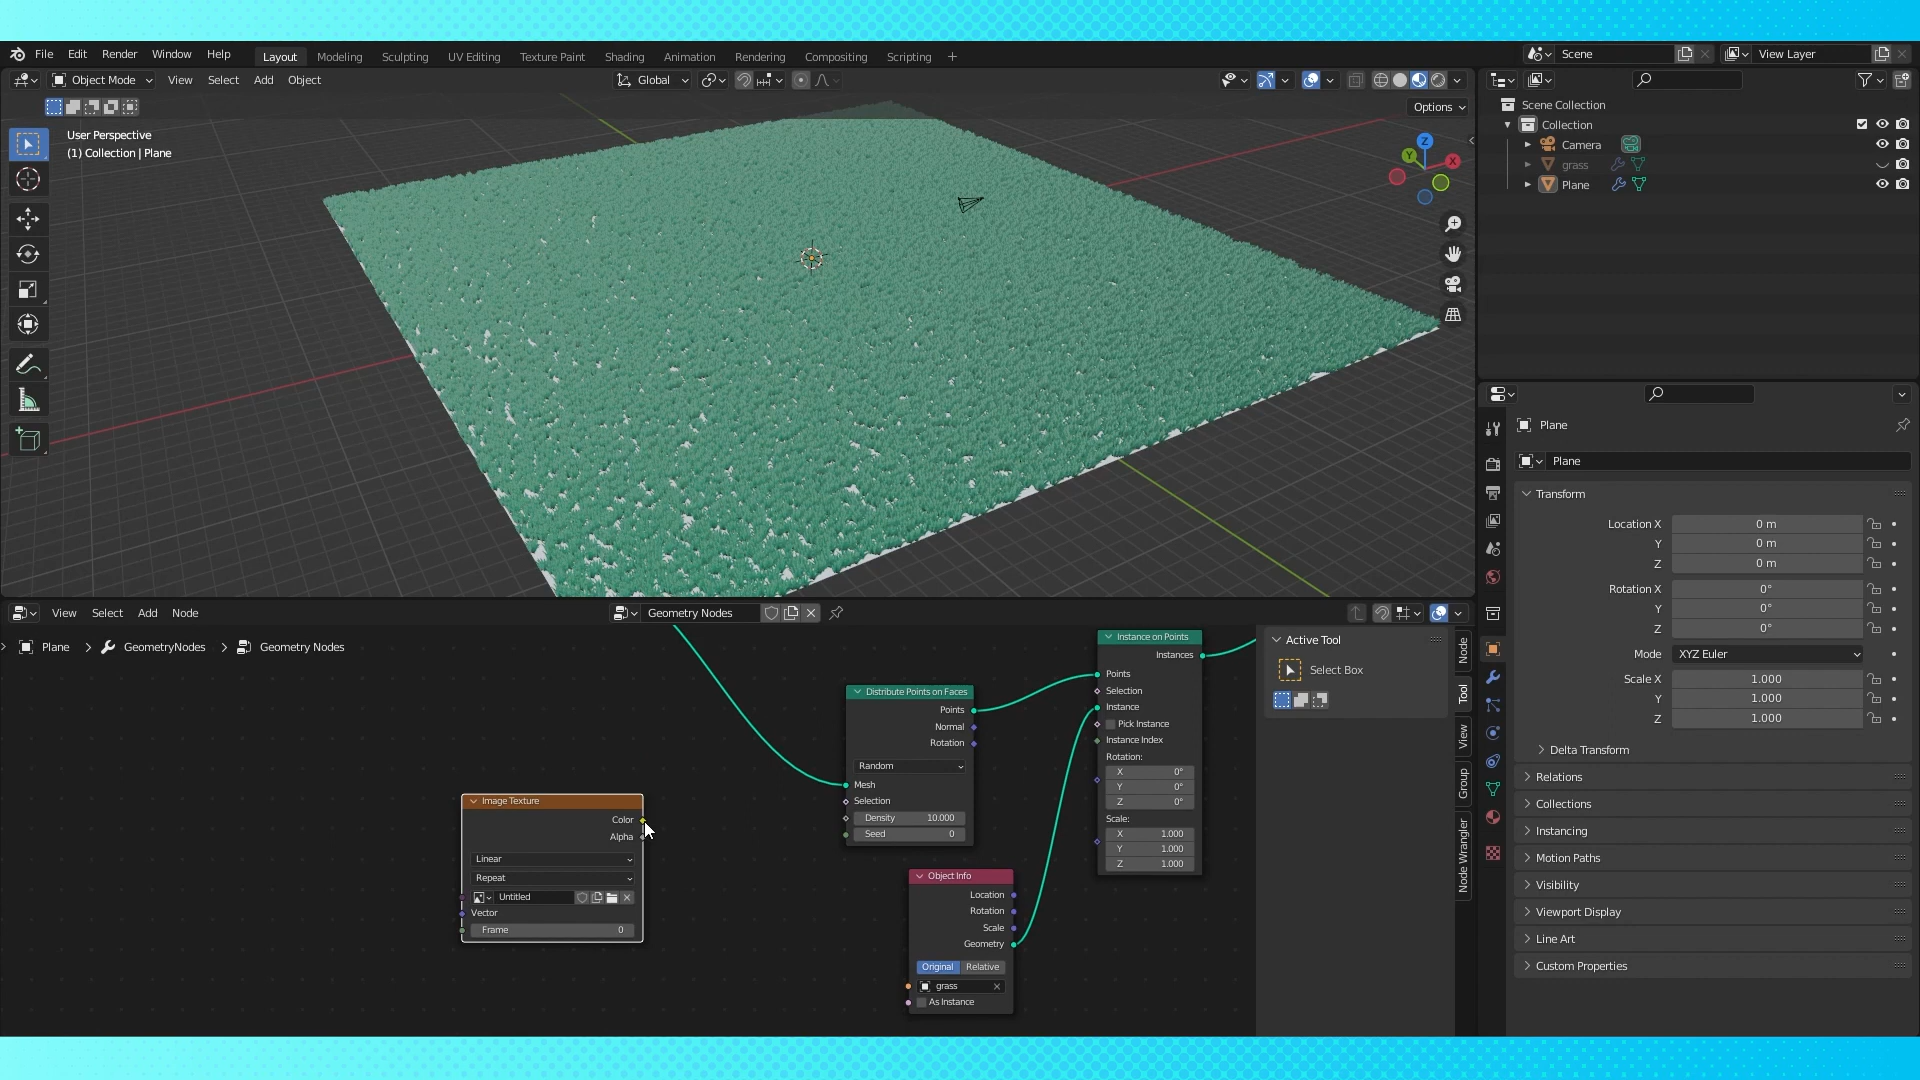 File Edit Render Window Help Layout Modeling Sculpting UV Editing Texture Paint Shading Animation Rendering Compositing Scripting + Scene View Layer
Object Mode View Select Add Object Global
Options
User Perspective
(1) Collection | Plane
Z
Y
X
Scene Collection
Collection
Camera
grass
Plane
Plane
Plane
Transform
Location X 0 m
Y 0 m
Z 0 m
Rotation X 0°
Y 0°
Z 0°
Mode XYZ Euler
Scale X 1.000
Y 1.000
Z 1.000
Delta Transform
Relations
Collections
Instancing
Motion Paths
Visibility
Viewport Display
Line Art
Custom Properties
View Select Add Node Geometry Nodes
Plane GeometryNodes Geometry Nodes
Image Texture
Color
Alpha
Linear
Repeat
Untitled
Vector
Frame 0
Distribute Points on Faces
Points
Normal
Rotation
Random
Mesh
Selection
Density 10.000
Seed 0
Object Info
Location
Rotation
Scale
Geometry
Original Relative
grass
As Instance
Instance on Points
Instances
Points
Selection
Instance
Pick Instance
Instance Index
Rotation:
X 0°
Y 0°
Z 0°
Scale:
X 1.000
Y 1.000
Z 1.000
Active Tool
Select Box
Node
Tool
View
Group
Node Wrangler